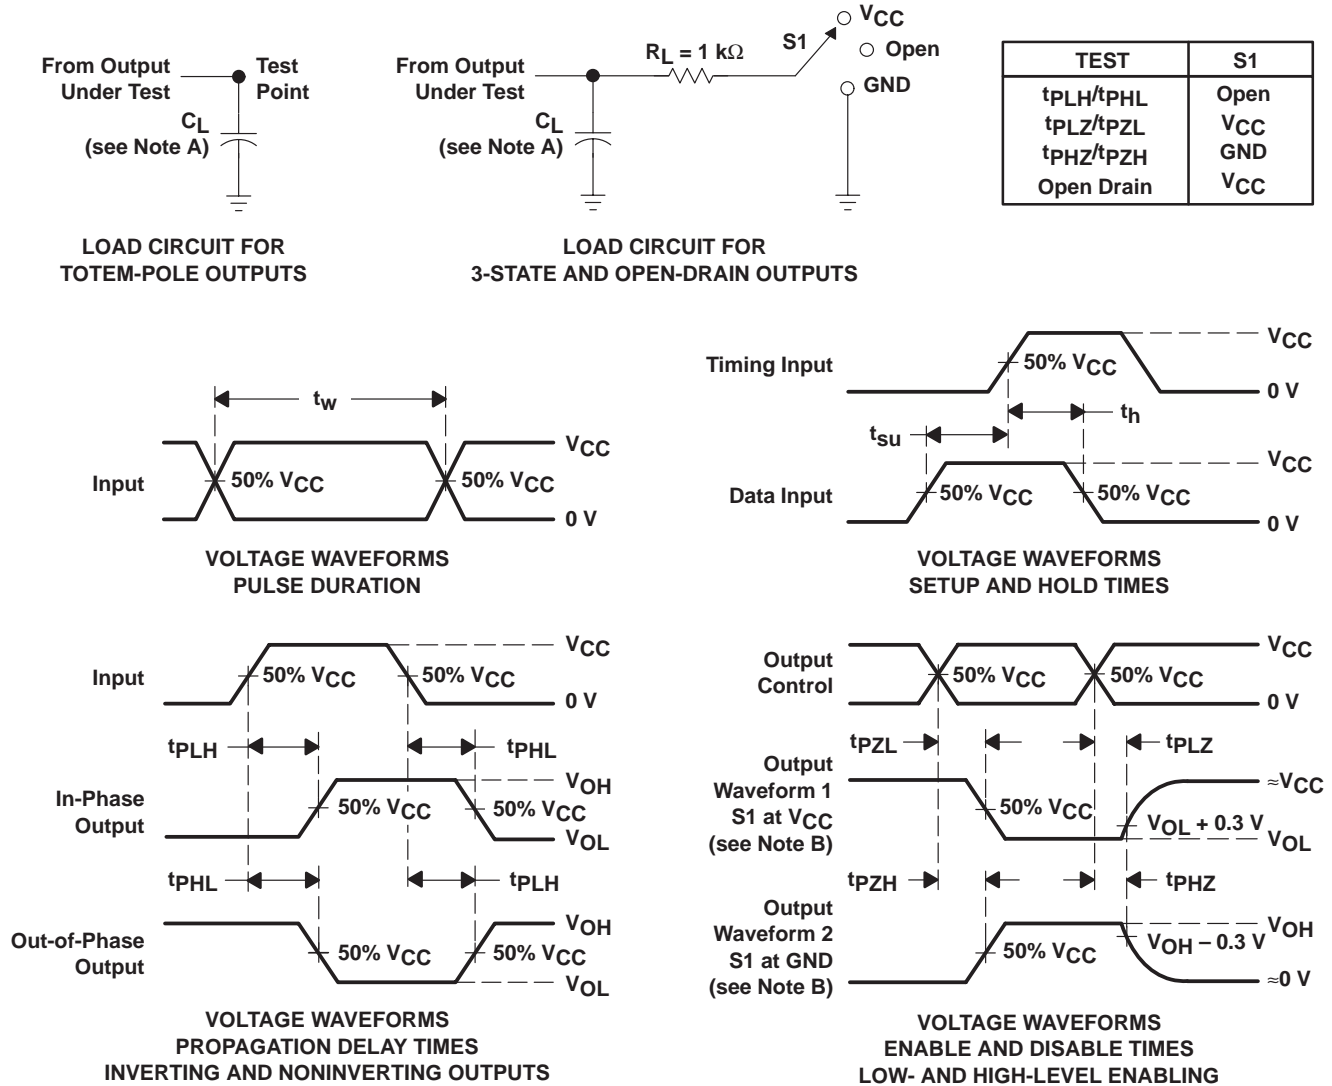 From Output
Under Test
Test
Point
CL
(see Note A)
LOAD CIRCUIT FOR
TOTEM-POLE OUTPUTS
From Output
Under Test
RL = 1 kΩ
S1
VCC
Open
GND
CL
(see Note A)
LOAD CIRCUIT FOR
3-STATE AND OPEN-DRAIN OUTPUTS
TEST S1
tPLH/tPHL Open
tPLZ/tPZL VCC
tPHZ/tPZH GND
Open Drain VCC
tw
Input
50% VCC
50% VCC
VCC
0 V
VOLTAGE WAVEFORMS
PULSE DURATION
Timing Input
50% VCC
VCC
0 V
th
tsu
Data Input
50% VCC
50% VCC
VCC
0 V
VOLTAGE WAVEFORMS
SETUP AND HOLD TIMES
Input
50% VCC
50% VCC
VCC
0 V
tPLH
tPHL
In-Phase
Output
50% VCC
50% VCC
VOH
VOL
tPHL
tPLH
Out-of-Phase
Output
50% VCC
50% VCC
VOH
VOL
VOLTAGE WAVEFORMS
PROPAGATION DELAY TIMES
INVERTING AND NONINVERTING OUTPUTS
Output
Control
50% VCC
50% VCC
VCC
0 V
tPZL
tPLZ
Output
Waveform 1
S1 at VCC
(see Note B)
50% VCC
≈VCC
VOL + 0.3 V
VOL
tPZH
tPHZ
Output
Waveform 2
S1 at GND
(see Note B)
50% VCC
VOH
VOH − 0.3 V
≈0 V
VOLTAGE WAVEFORMS
ENABLE AND DISABLE TIMES
LOW- AND HIGH-LEVEL ENABLING